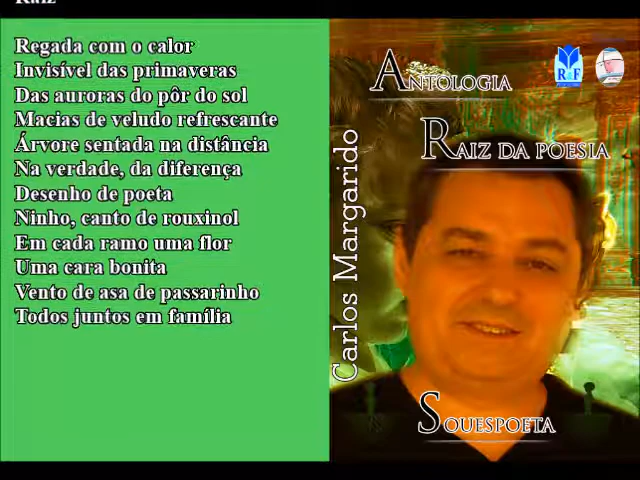 Raiz
Regada com o calor
Invisível das primaveras
Das auroras do pôr do sol
Macias de veludo refrescante
Árvore sentada na distância
Na verdade, da diferença
Desenho de poeta
Ninho, canto de rouxinol
Em cada ramo uma flor
Uma cara bonita
Vento de asa de passarinho
Todos juntos em família
Carlos Margarido
Antologia
R F
Raiz da poesia
Souespoeta